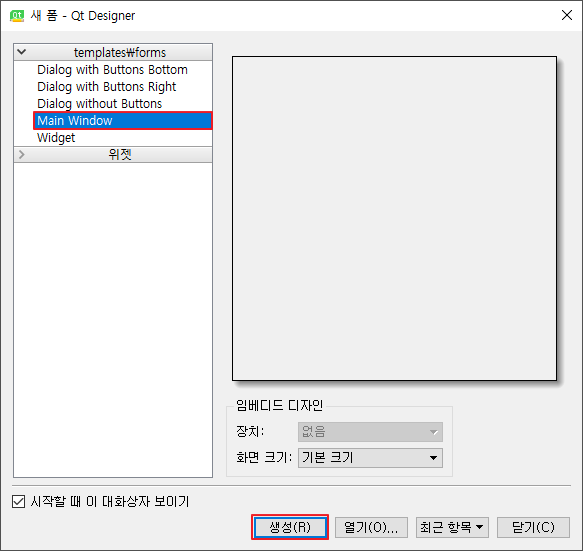 Qt 새 폼 - Qt Designer
templates\forms
Dialog with Buttons Bottom
Dialog with Buttons Right
Dialog without Buttons
Main Window
Widget
위젯
임베디드 디자인
장치: 없음
화면 크기: 기본 크기
시작할 때 이 대화상자 보이기
생성(R) 열기(O)... 최근 항목 닫기(C)